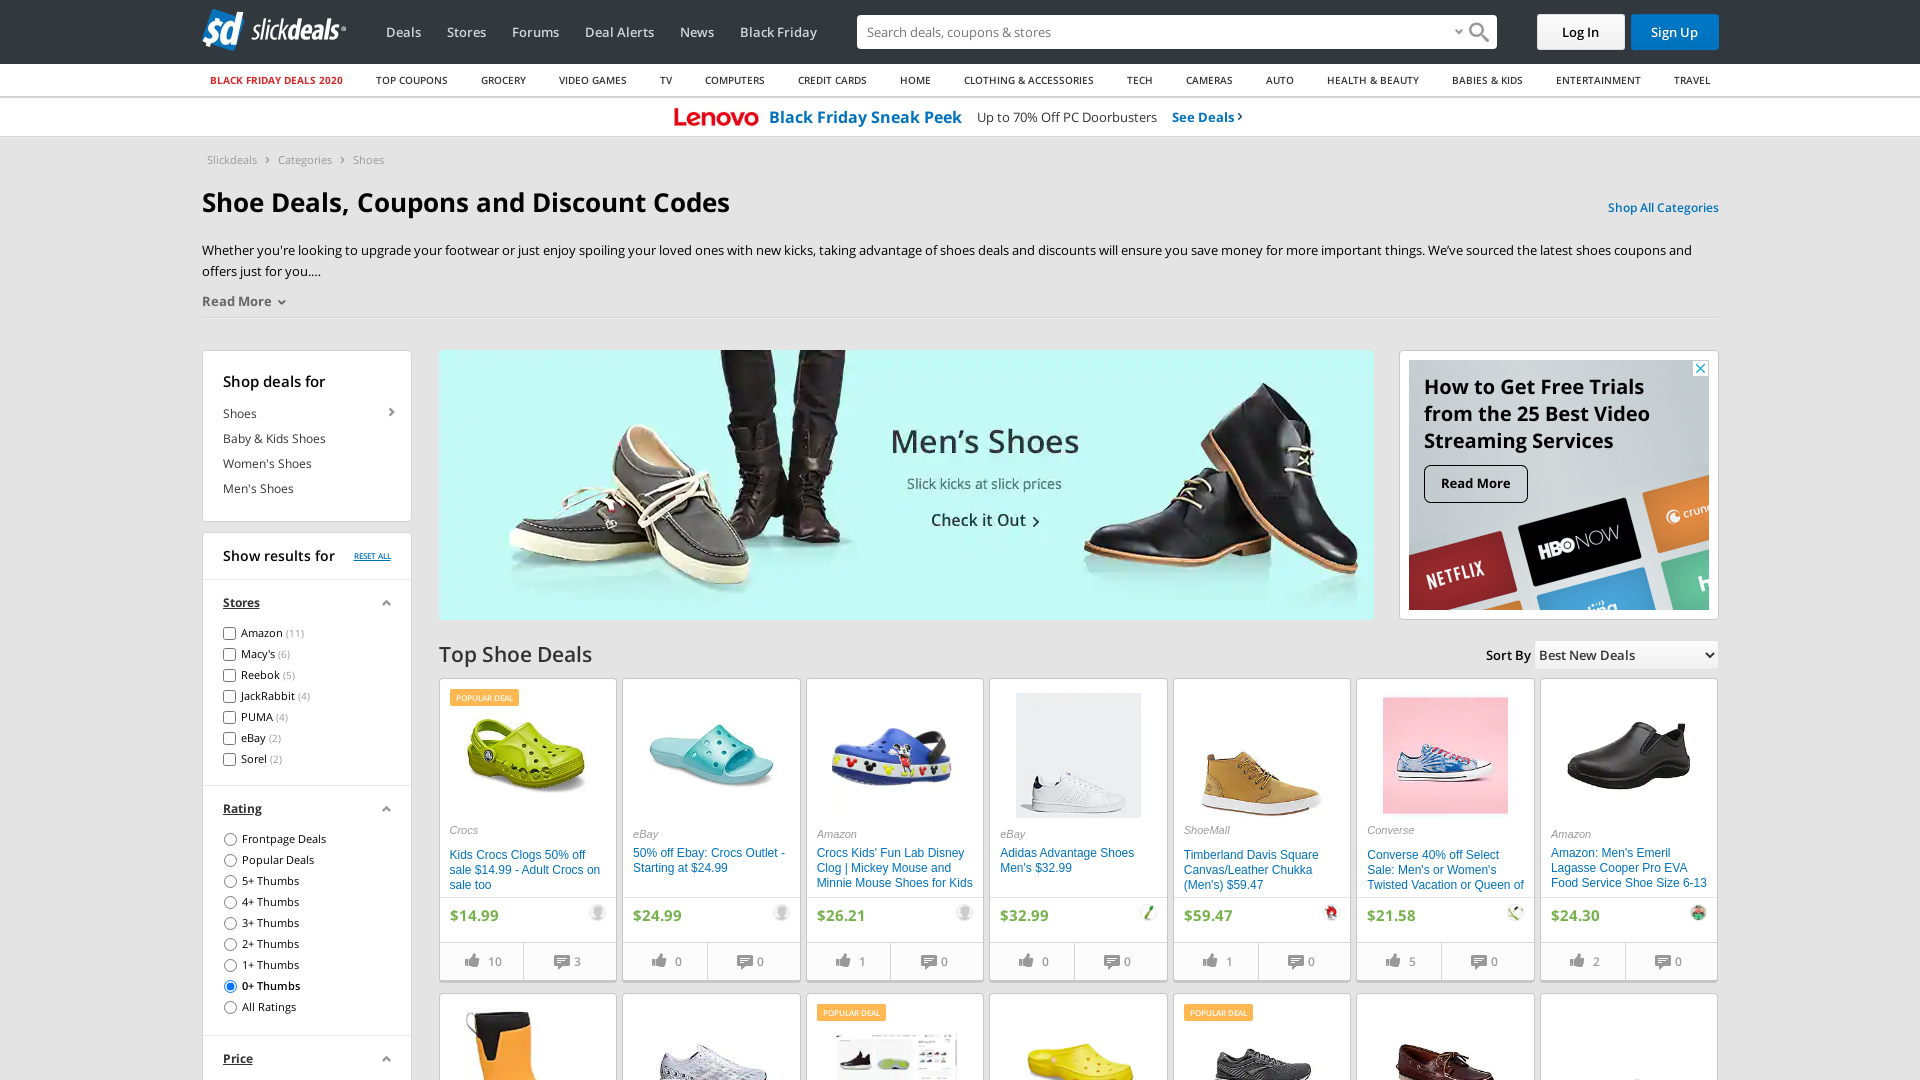 sd slickdeals
Deals
Stores
Forums
Deal Alerts
News
Black Friday
Search deals, coupons & stores
Log In
Sign Up
BLACK FRIDAY DEALS 2020
TOP COUPONS
GROCERY
VIDEO GAMES
TV
COMPUTERS
CREDIT CARDS
HOME
CLOTHING & ACCESSORIES
TECH
CAMERAS
AUTO
HEALTH & BEAUTY
BABIES & KIDS
ENTERTAINMENT
TRAVEL
Lenovo Black Friday Sneak Peek Up to 70% Off PC Doorbusters See Deals
Slickdeals
Categories
Shoes
Shoe Deals, Coupons and Discount Codes
Shop All Categories
Whether you're looking to upgrade your footwear or just enjoy spoiling your loved ones with new kicks, taking advantage of shoes deals and discounts will ensure you save money for more important things. We’ve sourced the latest shoes coupons and
offers just for you....
Read More
Shop deals for
Shoes
Baby & Kids Shoes
Women's Shoes
Men's Shoes
Show results for
RESET ALL
Stores
Amazon (11)
Macy's (6)
Reebok (5)
JackRabbit (4)
PUMA (4)
eBay (2)
Sorel (2)
Rating
Frontpage Deals
Popular Deals
5+ Thumbs
4+ Thumbs
3+ Thumbs
2+ Thumbs
1+ Thumbs
0+ Thumbs
All Ratings
Price
Men’s Shoes
Slick kicks at slick prices
Check it Out
How to Get Free Trials
from the 25 Best Video
Streaming Services
Read More
NETFLIX
HBO NOW
crunc
ling
h
Top Shoe Deals
Sort By
Best New Deals
POPULAR DEAL
Crocs
Kids Crocs Clogs 50% off
sale $14.99 - Adult Crocs on
sale too
$14.99
10
3
eBay
50% off Ebay: Crocs Outlet -
Starting at $24.99
$24.99
0
0
Amazon
Crocs Kids' Fun Lab Disney
Clog | Mickey Mouse and
Minnie Mouse Shoes for Kids
$26.21
1
0
eBay
Adidas Advantage Shoes
Men's $32.99
$32.99
0
0
ShoeMall
Timberland Davis Square
Canvas/Leather Chukka
(Men's) $59.47
$59.47
1
0
Converse
Converse 40% off Select
Sale: Men's or Women's
Twisted Vacation or Queen of
$21.58
5
0
Amazon
Amazon: Men's Emeril
Lagasse Cooper Pro EVA
Food Service Shoe Size 6-13
$24.30
2
0
POPULAR DEAL
POPULAR DEAL